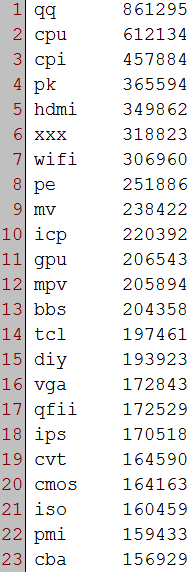 1 qq 861295
2 cpu 612134
3 cpi 457884
4 pk 365594
5 hdmi 349862
6 xxx 318823
7 wifi 306960
8 pe 251886
9 mv 238422
10 icp 220392
11 gpu 206543
12 mpv 205894
13 bbs 204358
14 tcl 197461
15 diy 193923
16 vga 172843
17 qfii 172529
18 ips 170518
19 cvt 164590
20 cmos 164163
21 iso 160459
22 pmi 159433
23 cba 156929